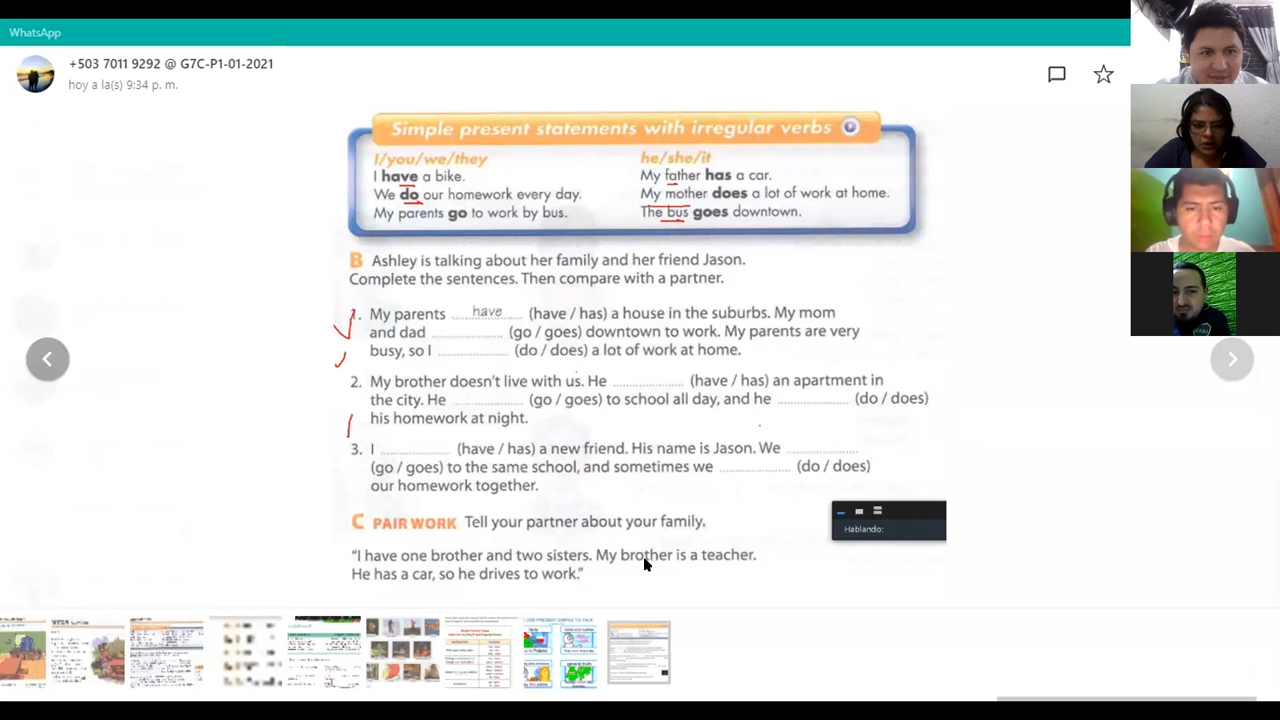 WhatsApp
+503 7011 9292 @ G7C-P1-01-2021
hoy a la(s) 9:34 p. m.
Simple present statements with irregular verbs
I/you/we/they
I have a bike.
We do our homework every day.
My parents go to work by bus.
he/she/it
My father has a car.
My mother does a lot of work at home.
The bus goes downtown.
B Ashley is talking about her family and her friend Jason.
Complete the sentences. Then compare with a partner.
1. My parents have (have / has) a house in the suburbs. My mom
and dad (go / goes) downtown to work. My parents are very
busy, so I (do / does) a lot of work at home.
2. My brother doesn't live with us. He (have / has) an apartment in
the city. He (go / goes) to school all day, and he (do / does)
his homework at night.
3. I (have / has) a new friend. His name is Jason. We
(go / goes) to the same school, and sometimes we (do / does)
our homework together.
Hablando:
C PAIR WORK Tell your partner about your family.
"I have one brother and two sisters. My brother is a teacher.
He has a car, so he drives to work."